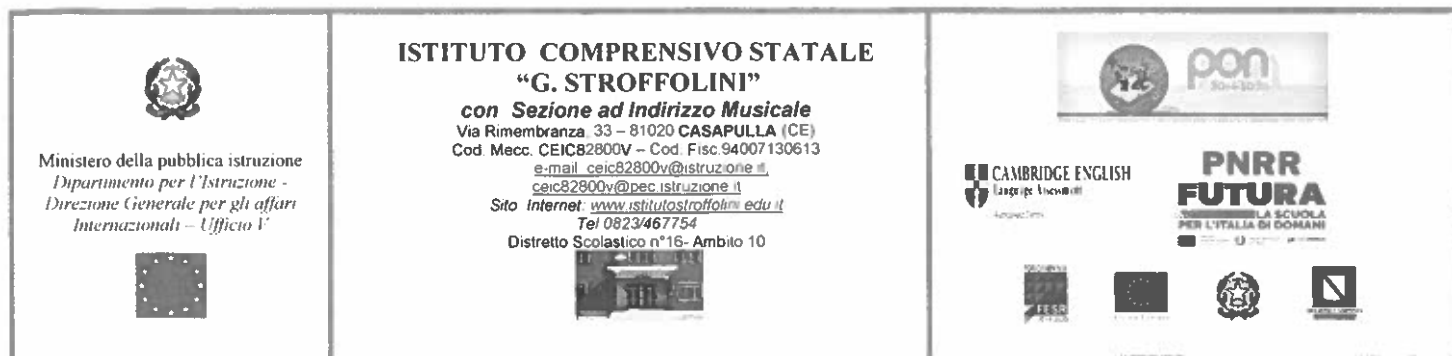 Ministero della pubblica istruzione
Dipartimento per l'Istruzione -
Direzione Generale per gli affari
Internazionali – Ufficio V
ISTITUTO COMPRENSIVO STATALE
“G. STROFFOLINI”
con Sezione ad Indirizzo Musicale
Via Rimembranza, 33 – 81020 CASAPULLA (CE)
Cod. Mecc. CEIC82800V – Cod. Fisc.94007130613
e-mail ceic82800v@istruzione.it,
ceic82800v@pec.istruzione.it
Sito Internet: www.istitutostroffolini.edu.it
Tel 0823/467754
Distretto Scolastico n°16- Ambito 10
pon
CAMBRIDGE ENGLISH
Language Assessment
PNRR
FUTURA
LA SCUOLA
PER L'ITALIA DI DOMANI
FESR